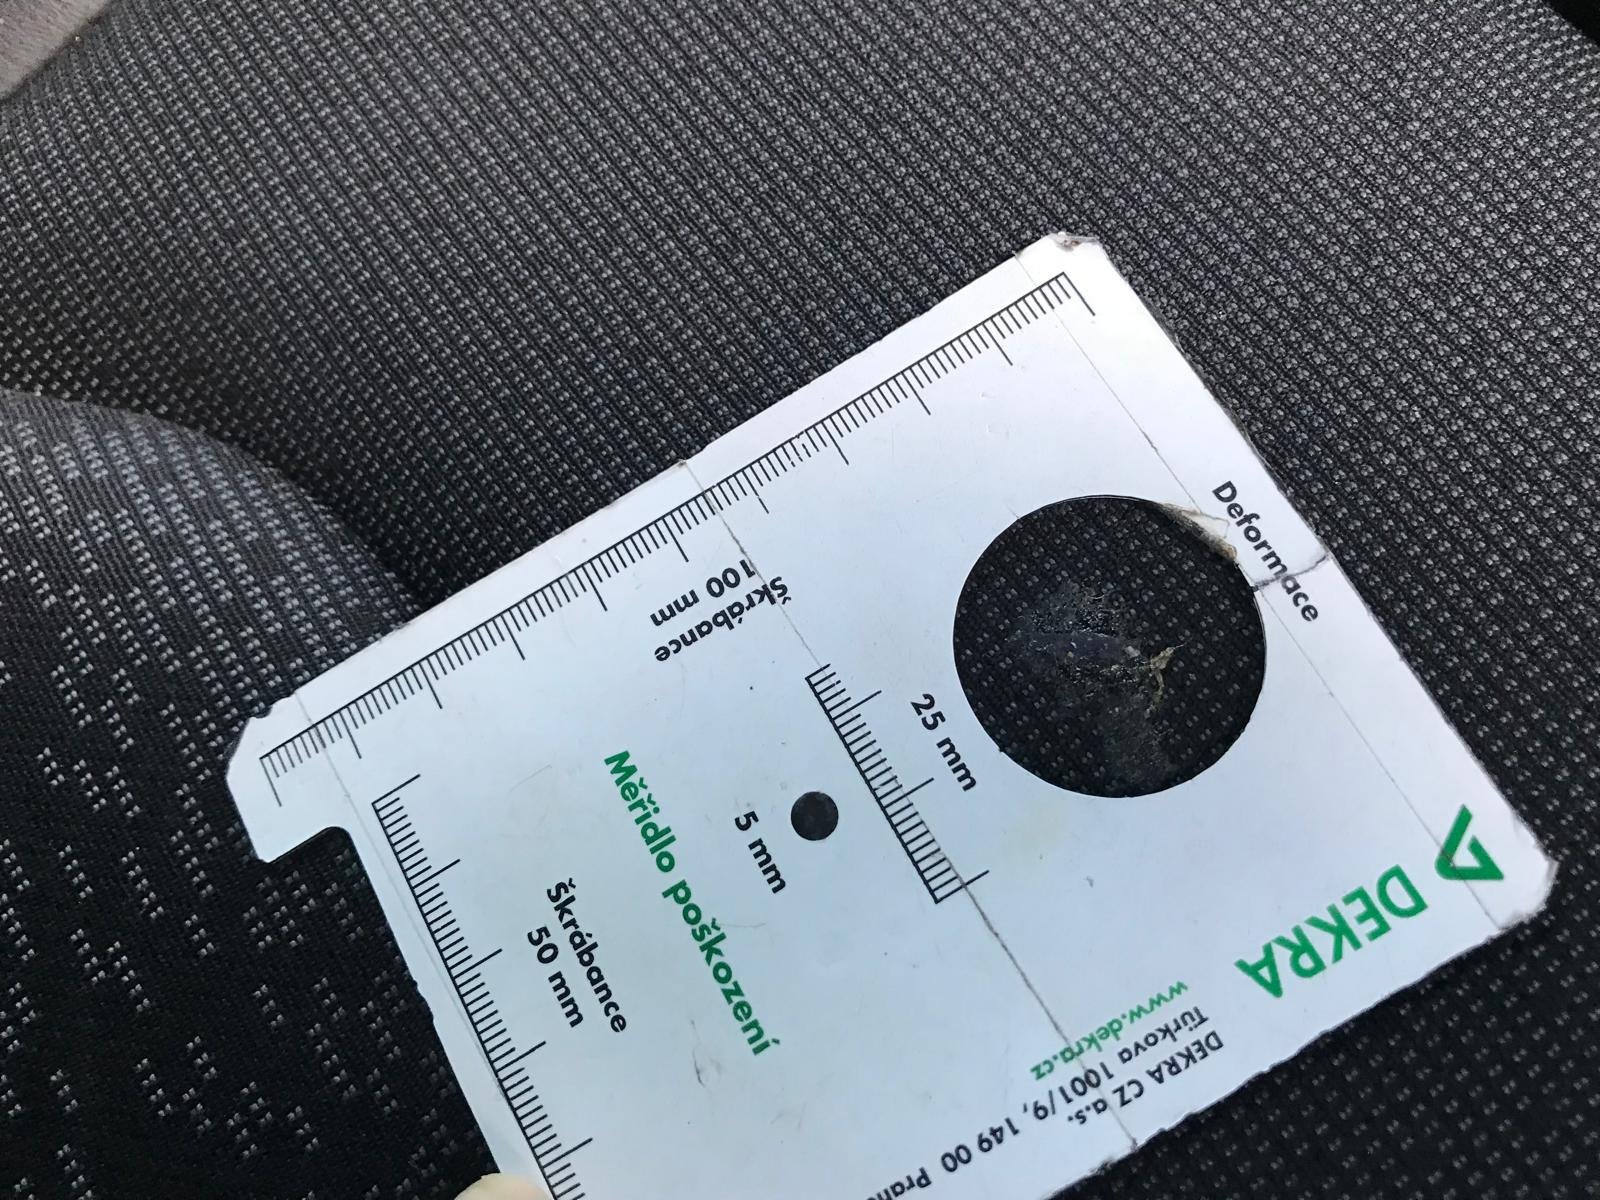 Deformace
25 mm
Škrábance
100 mm
5 mm
Měřidlo poškození
Škrábance
50 mm
DEKRA
DEKRA CZ a.s.
Türkova 1001/9, 149 00
www.dekra.cz